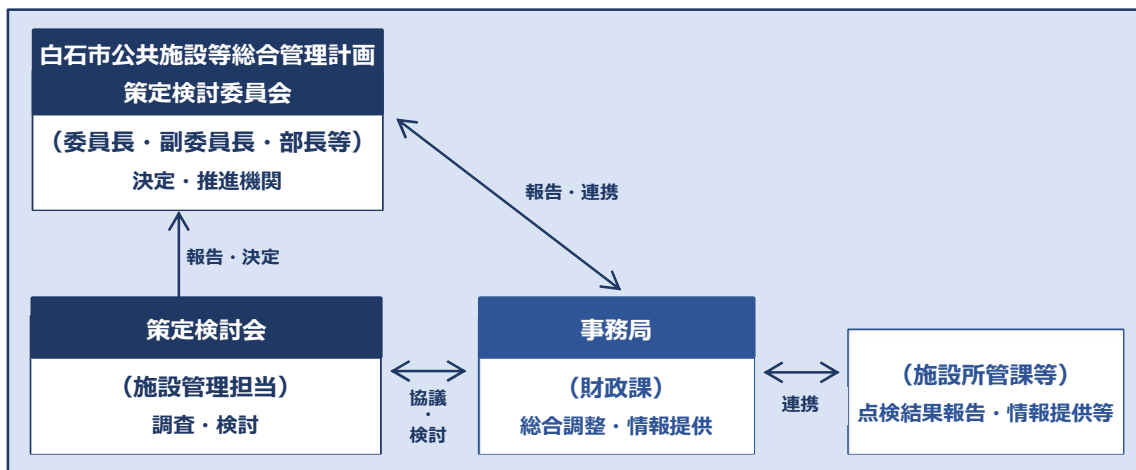 白石市公共施設等総合管理計画
策定検討委員会
（委員長・副委員長・部長等）
決定・推進機関
報告・連携
報告・決定
策定検討会
（施設管理担当）
調査・検討
協議
・
検討
事務局
（財政課）
総合調整・情報提供
連携
（施設所管課等）
点検結果報告・情報提供等